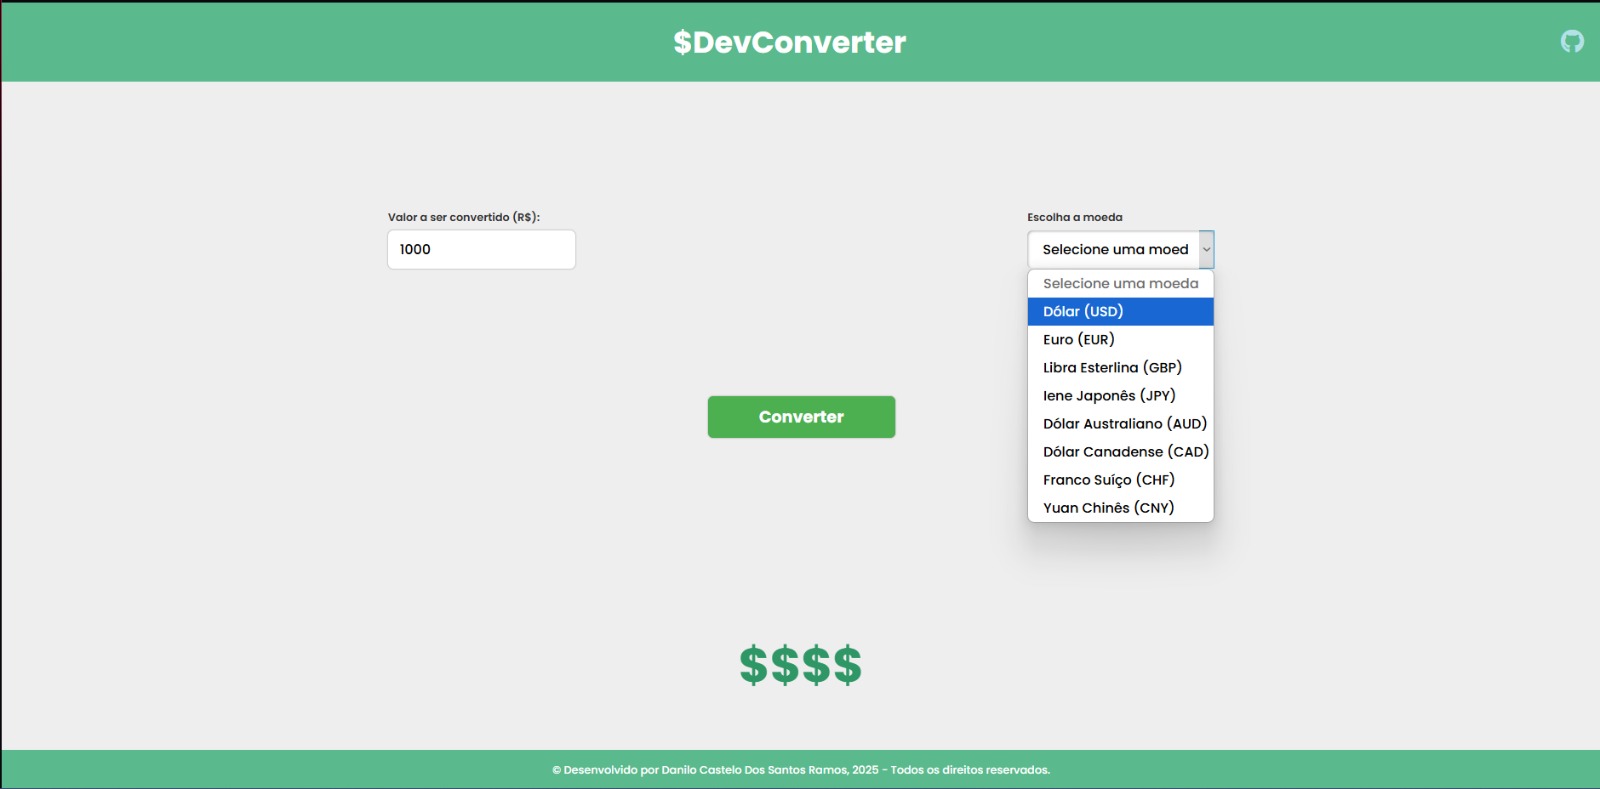 $DevConverter
Valor a ser convertido (R$):
1000
Escolha a moeda
Selecione uma moed
Selecione uma moeda
Dólar (USD)
Euro (EUR)
Libra Esterlina (GBP)
Iene Japonês (JPY)
Dólar Australiano (AUD)
Dólar Canadense (CAD)
Franco Suíço (CHF)
Yuan Chinês (CNY)
Converter
$$$$
© Desenvolvido por Danilo Castelo Dos Santos Ramos, 2025 - Todos os direitos reservados.